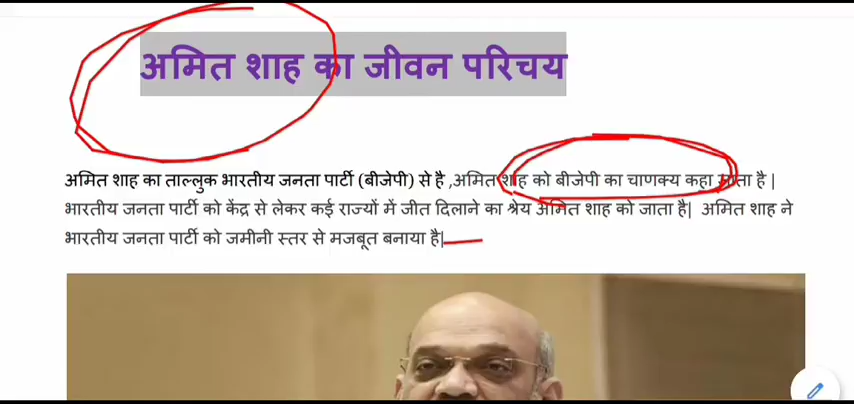 अमित शाह का जीवन परिचय
अमित शाह का ताल्लुक भारतीय जनता पार्टी (बीजेपी) से है ,अमित शाह को बीजेपी का चाणक्य कहा जाता है |
भारतीय जनता पार्टी को केंद्र से लेकर कई राज्यों में जीत दिलाने का श्रेय अमित शाह को जाता है| अमित शाह ने
भारतीय जनता पार्टी को जमीनी स्तर से मजबूत बनाया है|